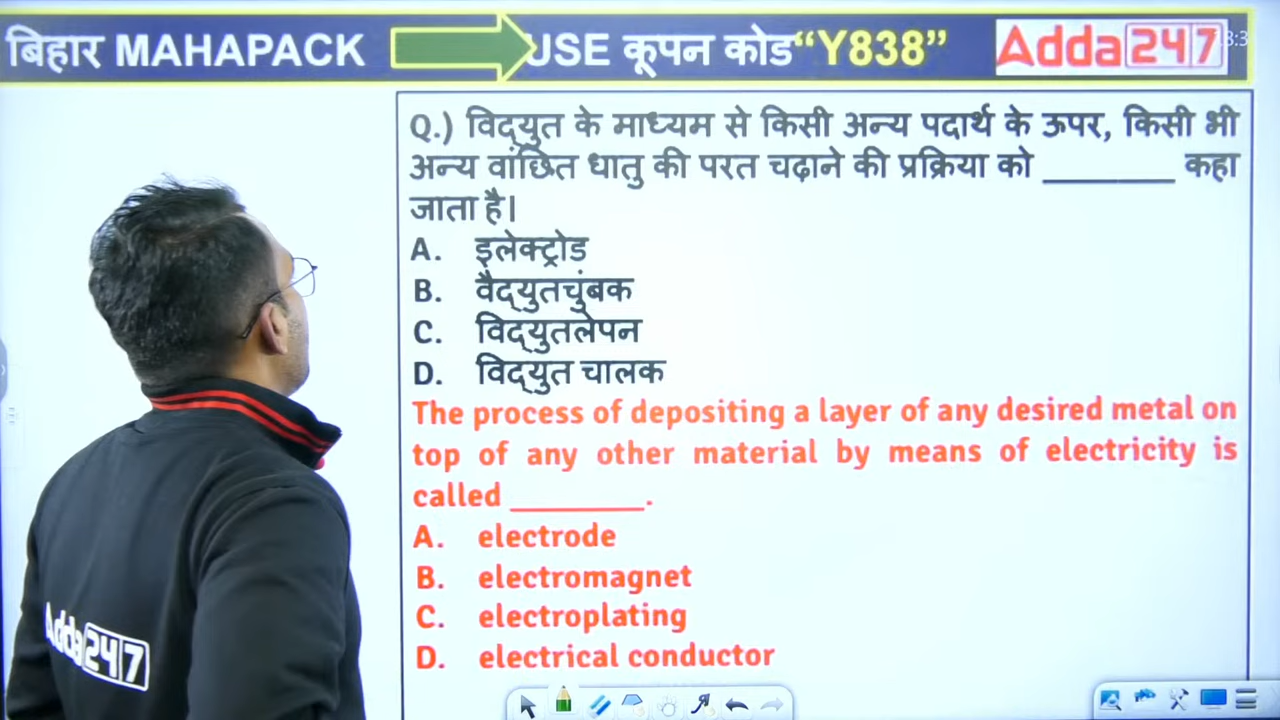 बिहार MAHAPACK USE कूपन कोड “Y838” Adda247
Q.) विद्युत के माध्यम से किसी अन्य पदार्थ के ऊपर, किसी भी
अन्य वांछित धातु की परत चढ़ाने की प्रक्रिया को ________ कहा
जाता है।
A. इलेक्ट्रोड
B. वैद्युतचुंबक
C. विद्युतलेपन
D. विद्युत चालक
The process of depositing a layer of any desired metal on
top of any other material by means of electricity is
called ________.
A. electrode
B. electromagnet
C. electroplating
D. electrical conductor
Adda247